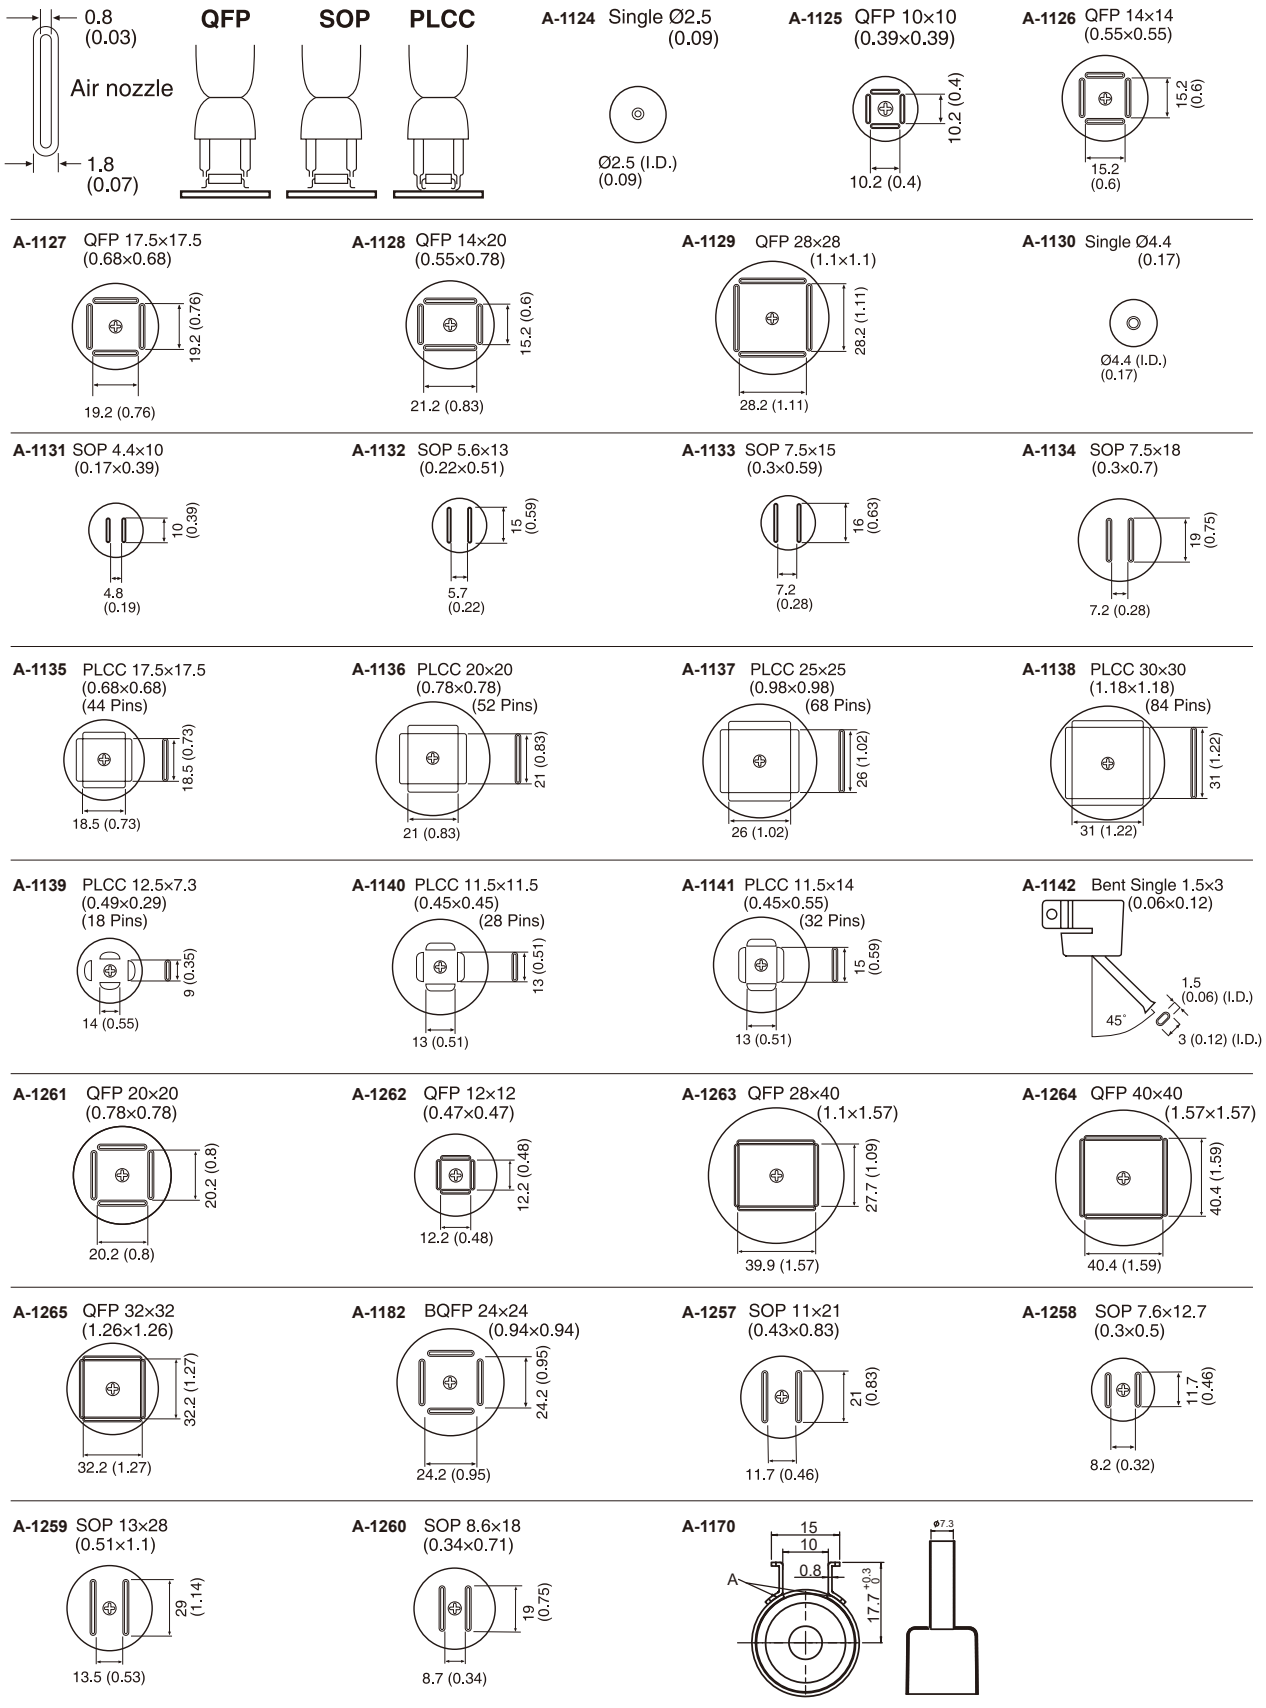 0.8
(0.03)
Air nozzle
1.8
(0.07)
QFP
SOP
PLCC
A-1124 Single Ø2.5
(0.09)
Ø2.5 (I.D.)
(0.09)
A-1125 QFP 10×10
(0.39×0.39)
10.2 (0.4)
10.2 (0.4)
A-1126 QFP 14×14
(0.55×0.55)
15.2
(0.6)
15.2
(0.6)
A-1127 QFP 17.5×17.5
(0.68×0.68)
19.2 (0.76)
19.2 (0.76)
A-1128 QFP 14×20
(0.55×0.78)
15.2 (0.6)
21.2 (0.83)
A-1129 QFP 28×28
(1.1×1.1)
28.2 (1.11)
28.2 (1.11)
A-1130 Single Ø4.4
(0.17)
Ø4.4 (I.D.)
(0.17)
A-1131 SOP 4.4×10
(0.17×0.39)
10
(0.39)
4.8
(0.19)
A-1132 SOP 5.6×13
(0.22×0.51)
15
(0.59)
5.7
(0.22)
A-1133 SOP 7.5×15
(0.3×0.59)
16
(0.63)
7.2
(0.28)
A-1134 SOP 7.5×18
(0.3×0.7)
19
(0.75)
7.2 (0.28)
A-1135 PLCC 17.5×17.5
(0.68×0.68)
(44 Pins)
18.5 (0.73)
18.5 (0.73)
A-1136 PLCC 20×20
(0.78×0.78)
(52 Pins)
21 (0.83)
21 (0.83)
A-1137 PLCC 25×25
(0.98×0.98)
(68 Pins)
26 (1.02)
26 (1.02)
A-1138 PLCC 30×30
(1.18×1.18)
(84 Pins)
31 (1.22)
31 (1.22)
A-1139 PLCC 12.5×7.3
(0.49×0.29)
(18 Pins)
9 (0.35)
14 (0.55)
A-1140 PLCC 11.5×11.5
(0.45×0.45)
(28 Pins)
13 (0.51)
13 (0.51)
A-1141 PLCC 11.5×14
(0.45×0.55)
(32 Pins)
15
(0.59)
13 (0.51)
A-1142 Bent Single 1.5×3
(0.06×0.12)
1.5
(0.06) (I.D.)
45°
3 (0.12) (I.D.)
A-1261 QFP 20×20
(0.78×0.78)
20.2 (0.8)
20.2 (0.8)
A-1262 QFP 12×12
(0.47×0.47)
12.2 (0.48)
12.2 (0.48)
A-1263 QFP 28×40
(1.1×1.57)
27.7 (1.09)
39.9 (1.57)
A-1264 QFP 40×40
(1.57×1.57)
40.4 (1.59)
40.4 (1.59)
A-1265 QFP 32×32
(1.26×1.26)
32.2 (1.27)
32.2 (1.27)
A-1182 BQFP 24×24
(0.94×0.94)
24.2 (0.95)
24.2 (0.95)
A-1257 SOP 11×21
(0.43×0.83)
21
(0.83)
11.7 (0.46)
A-1258 SOP 7.6×12.7
(0.3×0.5)
11.7
(0.46)
8.2 (0.32)
A-1259 SOP 13×28
(0.51×1.1)
29
(1.14)
13.5 (0.53)
A-1260 SOP 8.6×18
(0.34×0.71)
19
(0.75)
8.7 (0.34)
A-1170
15
10
0.8
A
17.7 +0.3 0
ø7.3